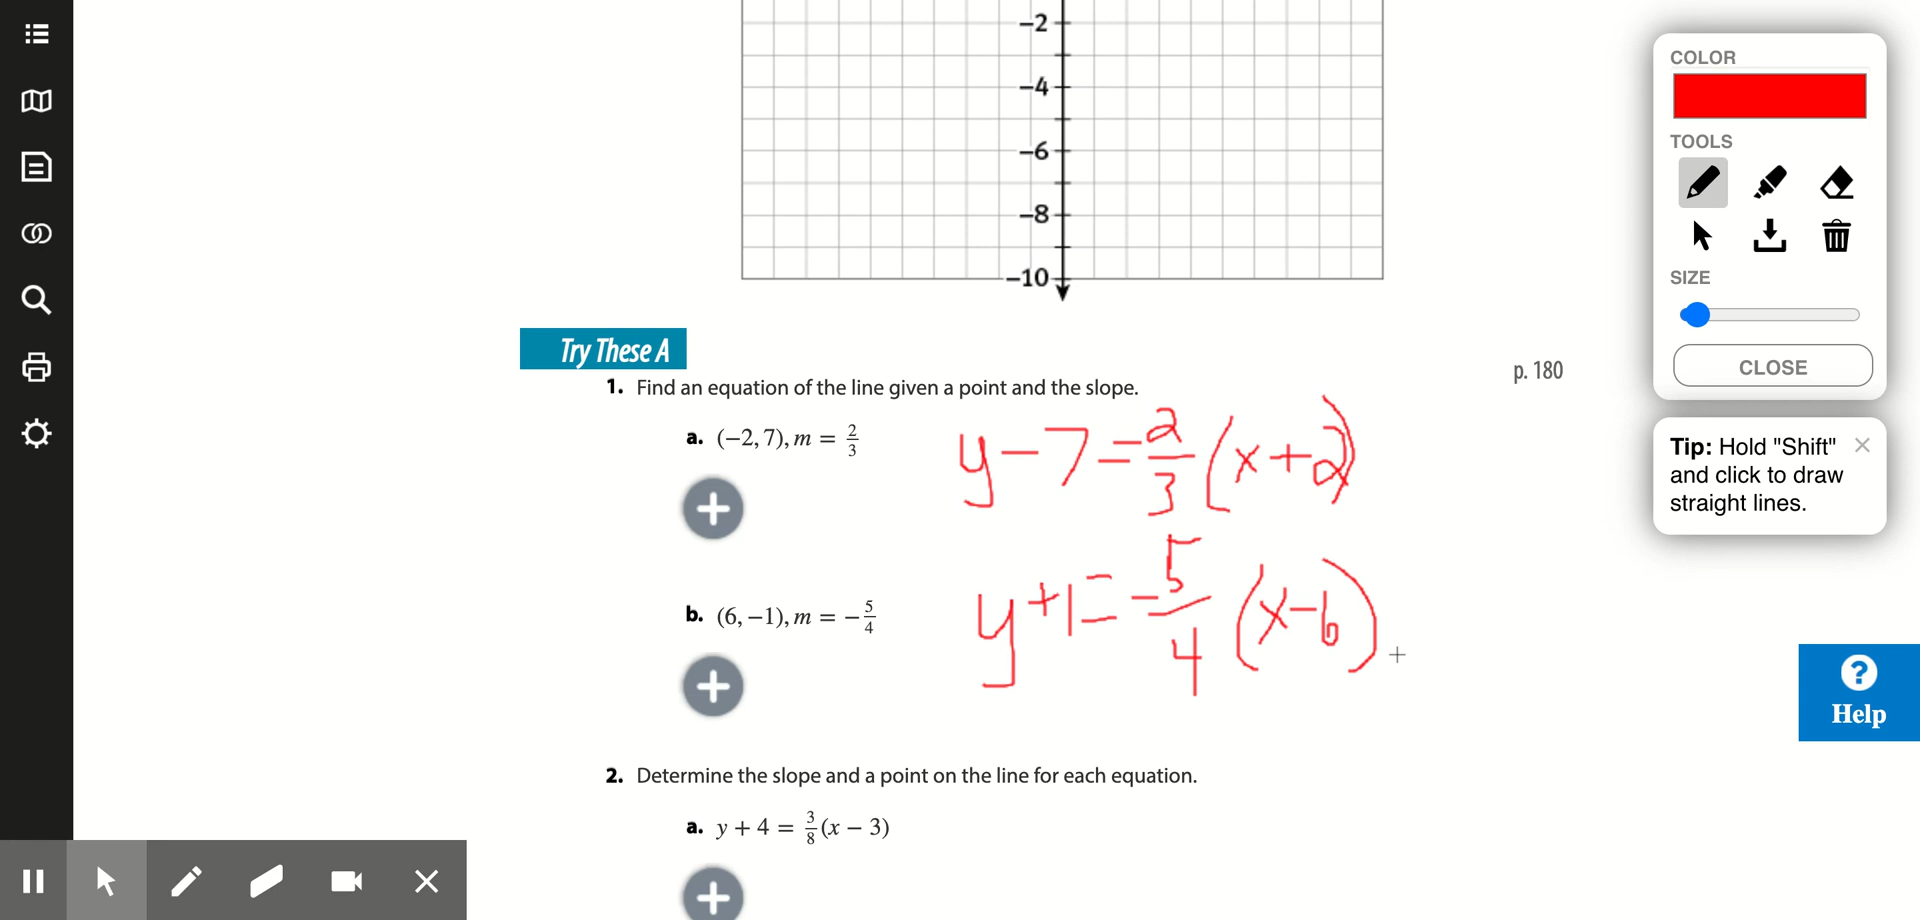 −2
−4
−6
−8
−10
Try These A
p. 180
1. Find an equation of the line given a point and the slope.
a. (−2, 7), m = 2/3
y − 7 = 2/3 (x + 2)
b. (6, −1), m = −5/4
y + 1 = −5/4 (x − 6)
2. Determine the slope and a point on the line for each equation.
a. y + 4 = 3/8(x − 3)
COLOR
TOOLS
SIZE
CLOSE
Tip: Hold "Shift"
and click to draw
straight lines.
?
Help